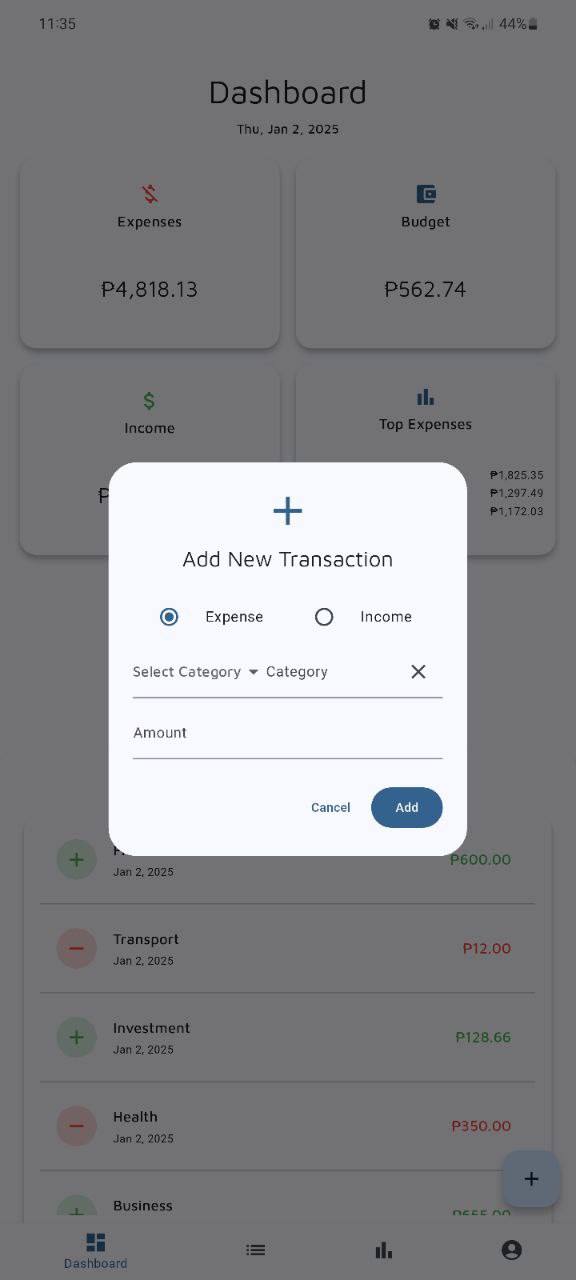 11:35
44%
Dashboard
Thu, Jan 2, 2025
Expenses
Budget
₱4,818.13
₱562.74
Income
Top Expenses
₱
₱1,825.35
₱1,297.49
₱1,172.03
Add New Transaction
Expense
Income
Select Category
Category
Amount
Cancel
Add
Jan 2, 2025
₱600.00
Transport
Jan 2, 2025
₱12.00
Investment
Jan 2, 2025
₱128.66
Health
Jan 2, 2025
₱350.00
Business
₱655.00
Dashboard